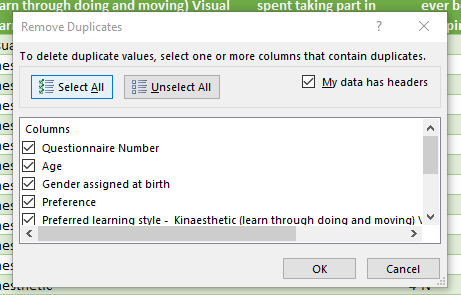 arn through doing and moving) Visual spent taking part in ever b
Remove Duplicates
To delete duplicate values, select one or more columns that contain duplicates.
Select All Unselect All My data has headers
Columns
Questionnaire Number
Age
Gender assigned at birth
Preference
Preferred learning style - Kinaesthetic (learn through doing and moving) V
OK Cancel